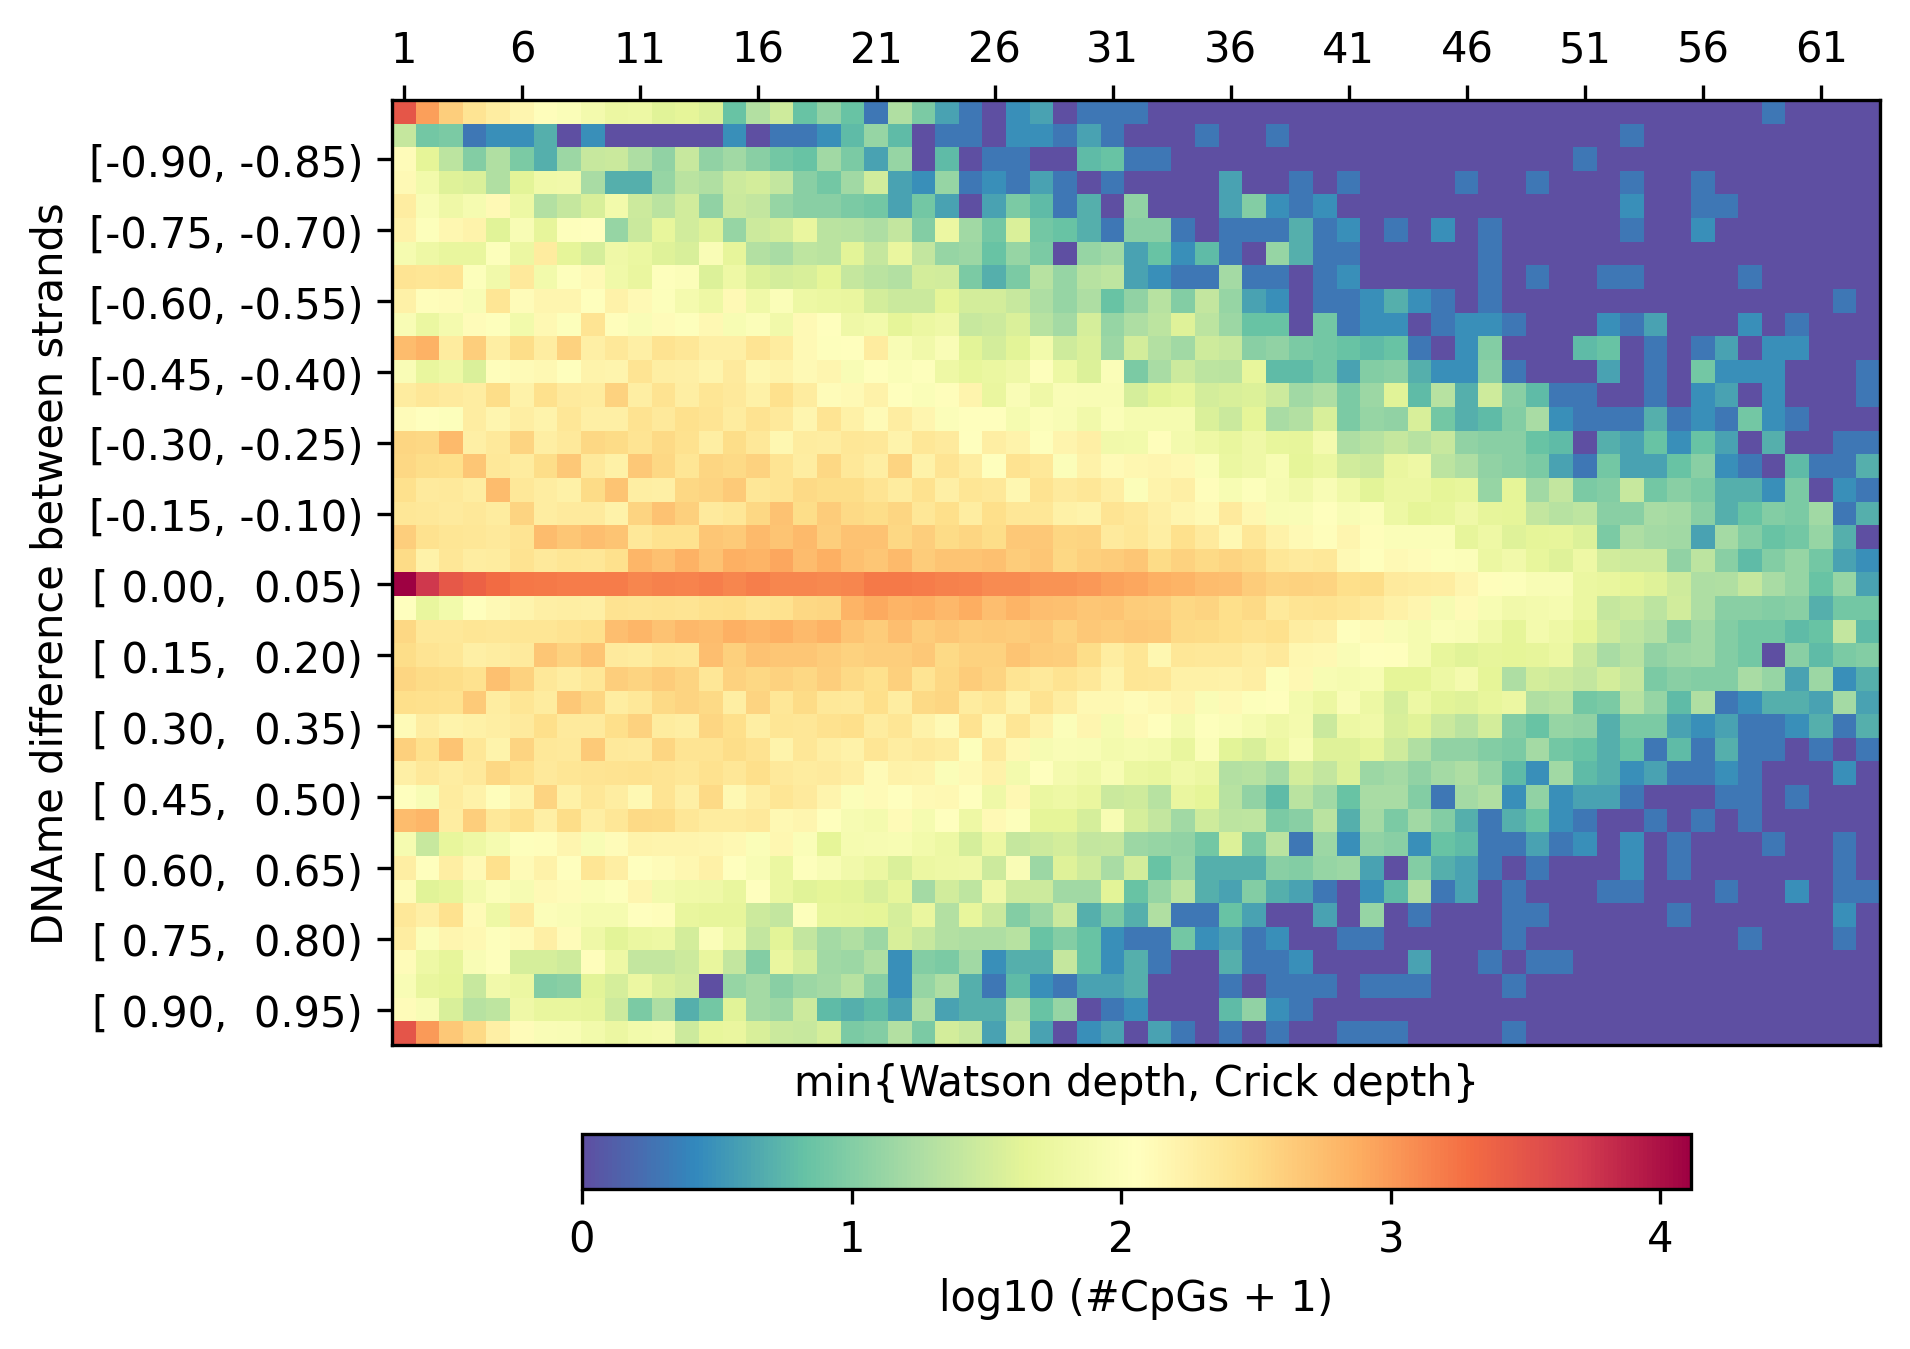 1 6 11 16 21 26 31 36 41 46 51 56 61
DNAme difference between strands
[-0.90, -0.85)
[-0.75, -0.70)
[-0.60, -0.55)
[-0.45, -0.40)
[-0.30, -0.25)
[-0.15, -0.10)
[ 0.00,  0.05)
[ 0.15,  0.20)
[ 0.30,  0.35)
[ 0.45,  0.50)
[ 0.60,  0.65)
[ 0.75,  0.80)
[ 0.90,  0.95)
min{Watson depth, Crick depth}
0 1 2 3 4
log10 (#CpGs + 1)